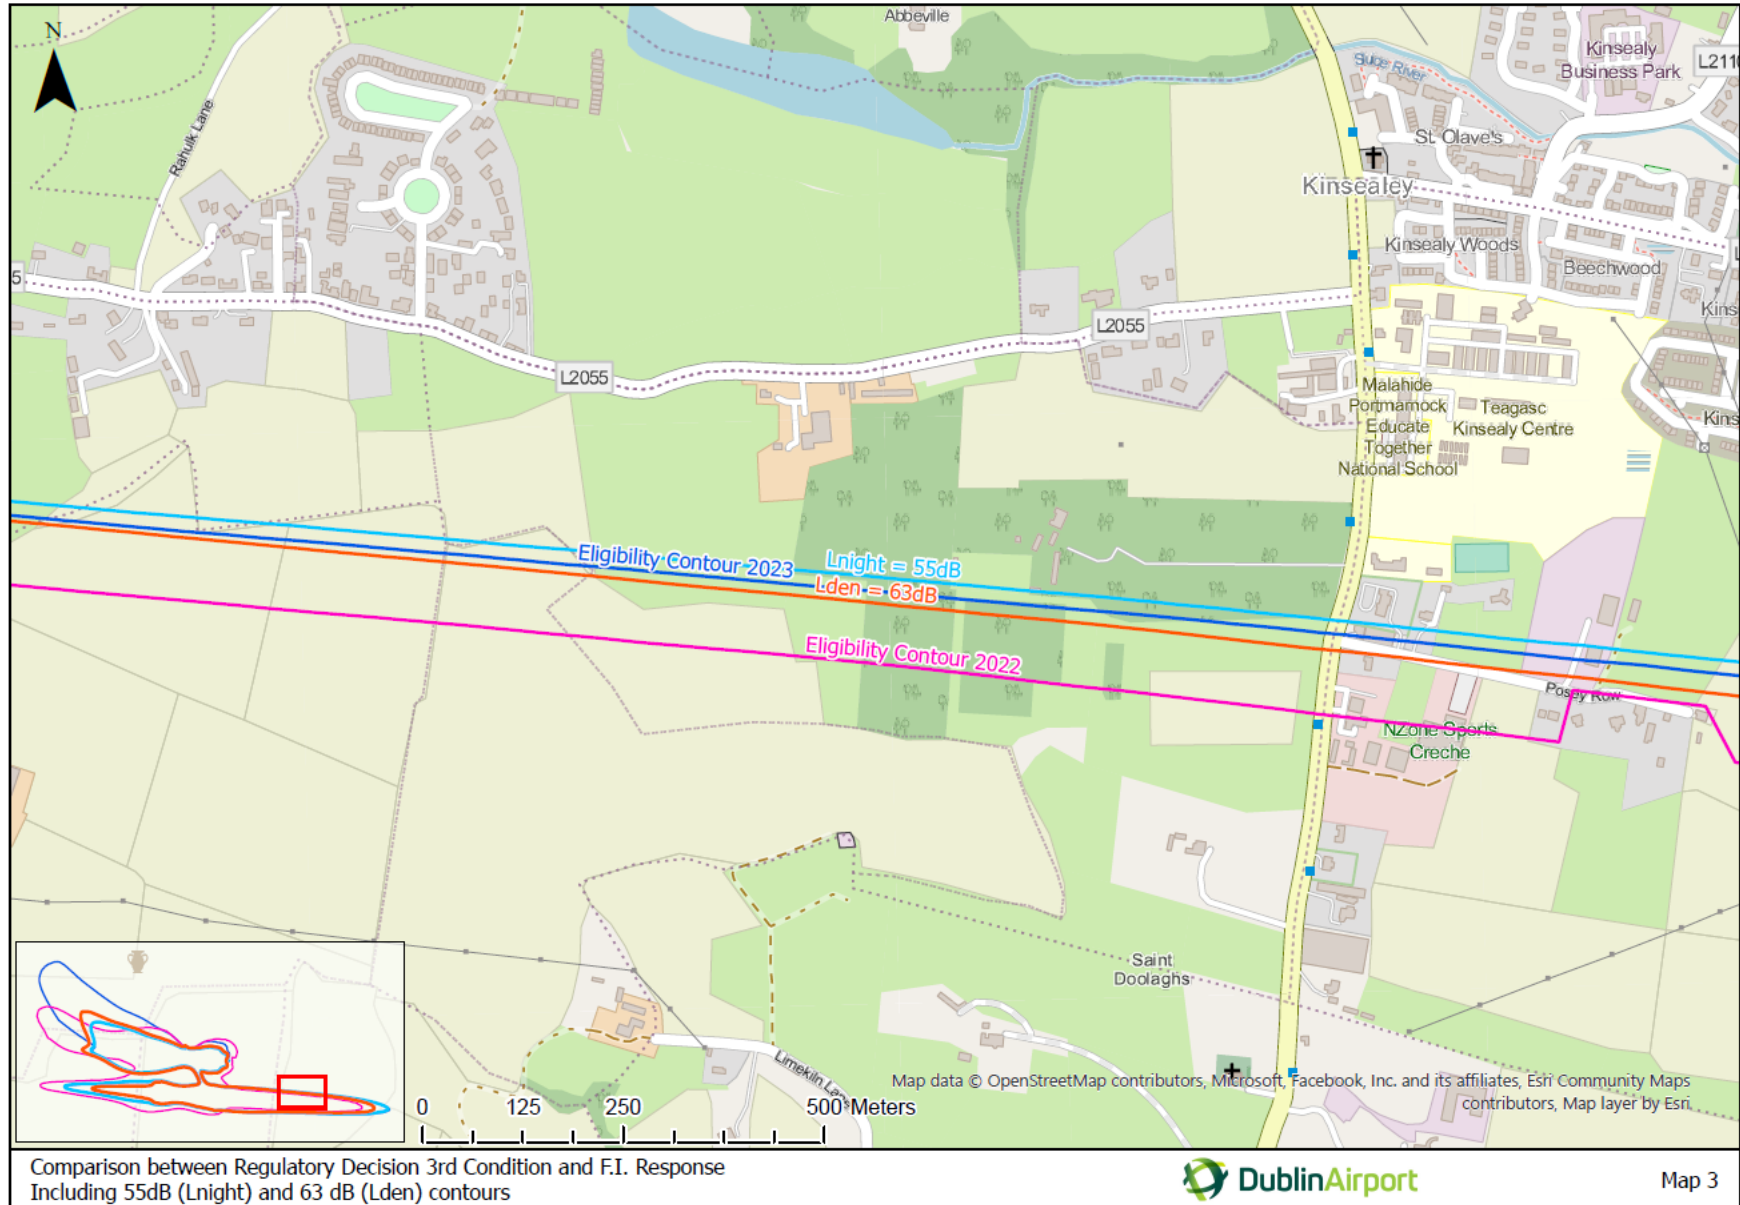 Abbeville
N
Kinsealy
Business Park
L2110
Sluice River
Rahulk Lane
St. Olave's
Kinsealey
Kinsealy Woods
Beechwood
5
Kins
L2055
L2055
Malahide
Portmarnock
Educate
Together
National School
Teagasc
Kinsealy Centre
Kins
Eligibility Contour 2023
Lnight = 55dB
Lden = 63dB
Eligibility Contour 2022
Posey Row
NZone Sports
Creche
Saint
Doolaghs
Limekiln Lane
Map data © OpenStreetMap contributors, Microsoft, Facebook, Inc. and its affiliates, Esri Community Maps
contributors, Map layer by Esri
0 125 250 500 Meters
Comparison between Regulatory Decision 3rd Condition and F.I. Response
Including 55dB (Lnight) and 63 dB (Lden) contours
DublinAirport
Map 3